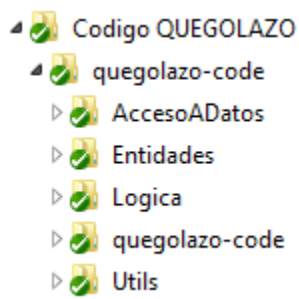 Codigo QUEGOLAZO
quegolazo-code
AccesoADatos
Entidades
Logica
quegolazo-code
Utils